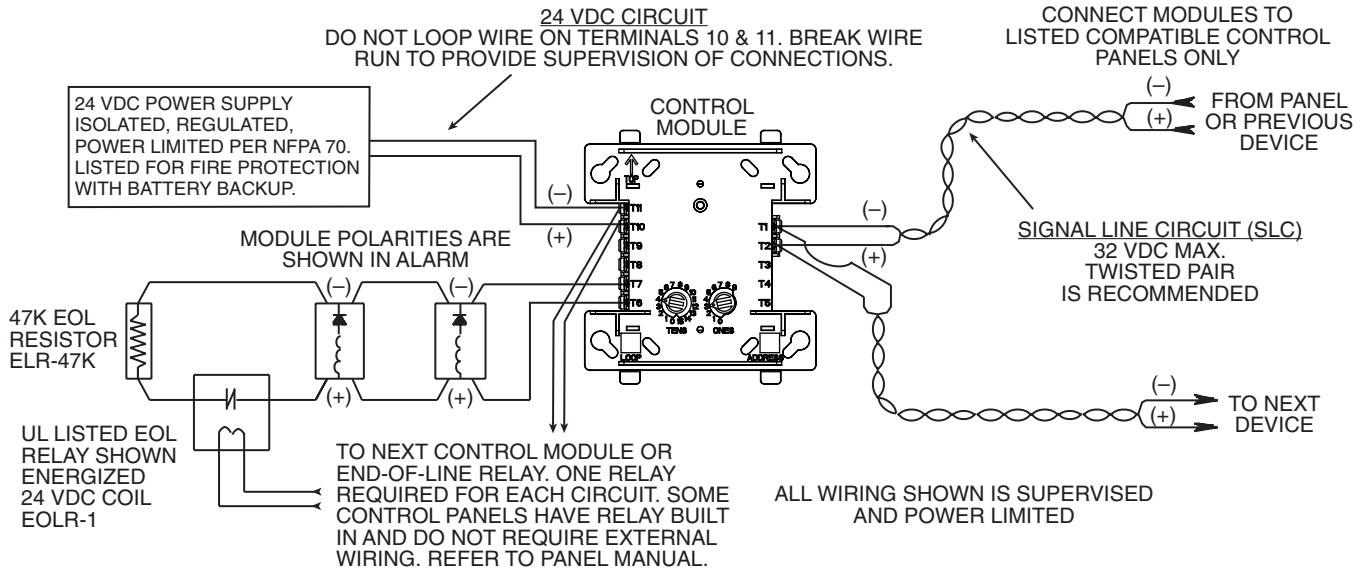 24 VDC CIRCUIT
DO NOT LOOP WIRE ON TERMINALS 10 & 11. BREAK WIRE
RUN TO PROVIDE SUPERVISION OF CONNECTIONS.
CONNECT MODULES TO
LISTED COMPATIBLE CONTROL
PANELS ONLY
24 VDC POWER SUPPLY
ISOLATED, REGULATED,
POWER LIMITED PER NFPA 70.
LISTED FOR FIRE PROTECTION
WITH BATTERY BACKUP.
CONTROL
MODULE
(–)
(+)
FROM PANEL
OR PREVIOUS
DEVICE
TOP
(–)
(+)
T11
T10
T9
T8
T7
T6
T1
T2
T3
T4
T5
(–)
(+)
SIGNAL LINE CIRCUIT (SLC)
32 VDC MAX.
TWISTED PAIR
IS RECOMMENDED
MODULE POLARITIES ARE
SHOWN IN ALARM
(–)
(–)
(+)
(+)
47K EOL
RESISTOR
ELR-47K
TENS
ONES
LOOP
ADDRESS
(–)
(+)
TO NEXT
DEVICE
UL LISTED EOL
RELAY SHOWN
ENERGIZED
24 VDC COIL
EOLR-1
TO NEXT CONTROL MODULE OR
END-OF-LINE RELAY. ONE RELAY
REQUIRED FOR EACH CIRCUIT. SOME
CONTROL PANELS HAVE RELAY BUILT
IN AND DO NOT REQUIRE EXTERNAL
WIRING. REFER TO PANEL MANUAL.
ALL WIRING SHOWN IS SUPERVISED
AND POWER LIMITED